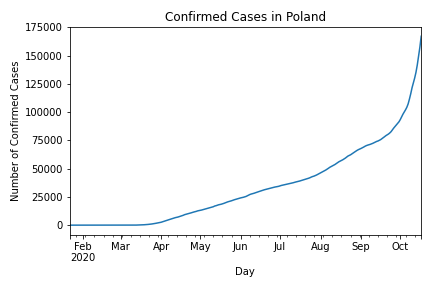 Confirmed Cases in Poland
175000
150000
125000
100000
75000
50000
25000
0
Number of Confirmed Cases
Feb Mar Apr May Jun Jul Aug Sep Oct
2020
Day